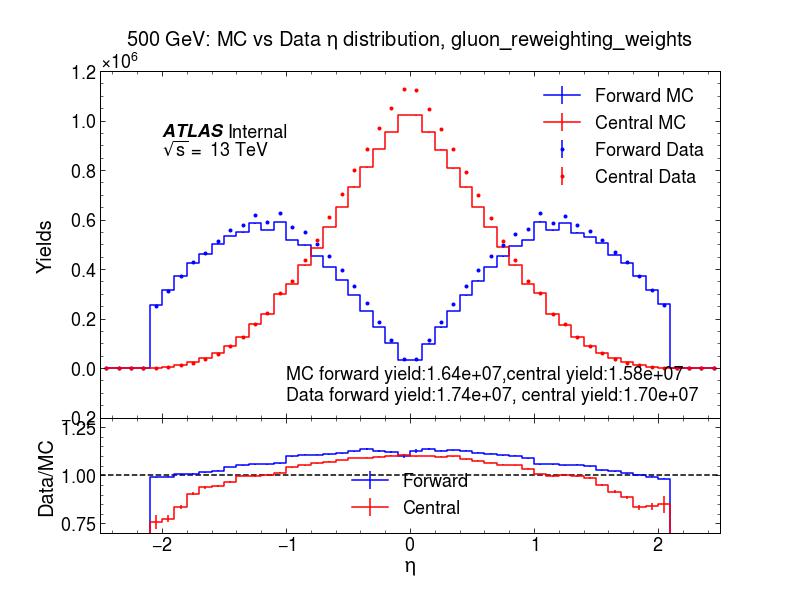 500 GeV: MC vs Data η distribution, gluon_reweighting_weights
×10⁶
1.2
1.0
0.8
0.6
0.4
0.2
0.0
0.2
Yields
ATLAS Internal
√s = 13 TeV
Forward MC
Central MC
Forward Data
Central Data
MC forward yield:1.64e+07,central yield:1.58e+07
Data forward yield:1.74e+07, central yield:1.70e+07
1.25
1.00
0.75
Data/MC
Forward
Central
−2
−1
0
1
2
η